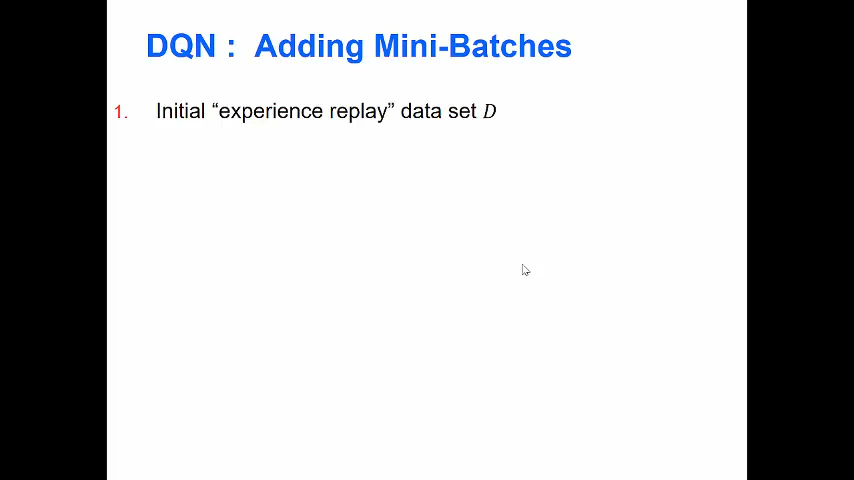 DQN : Adding Mini-Batches
1. Initial “experience replay” data set D